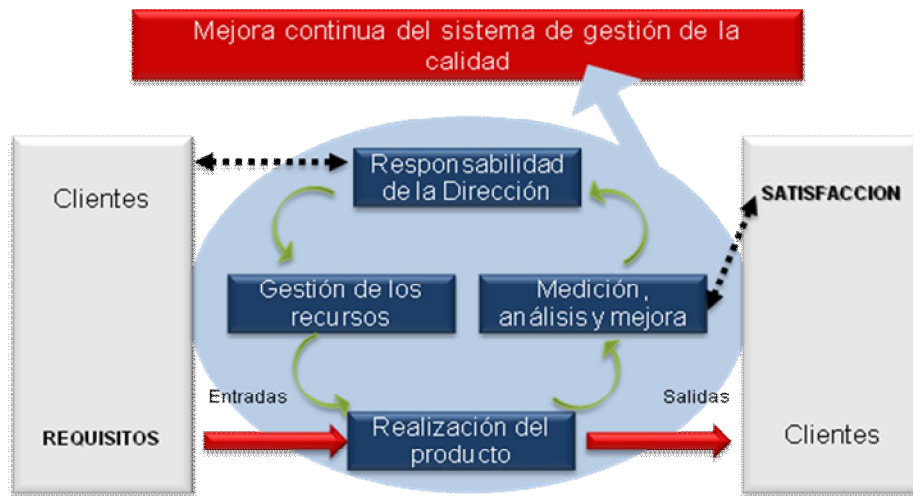 Mejora continua del sistema de gestión de la
calidad
Clientes
REQUISITOS
Responsabilidad
de la Dirección
Gestión de los
recursos
Medición,
análisis y mejora
Entradas
Realización del
producto
Salidas
SATISFACCION
Clientes